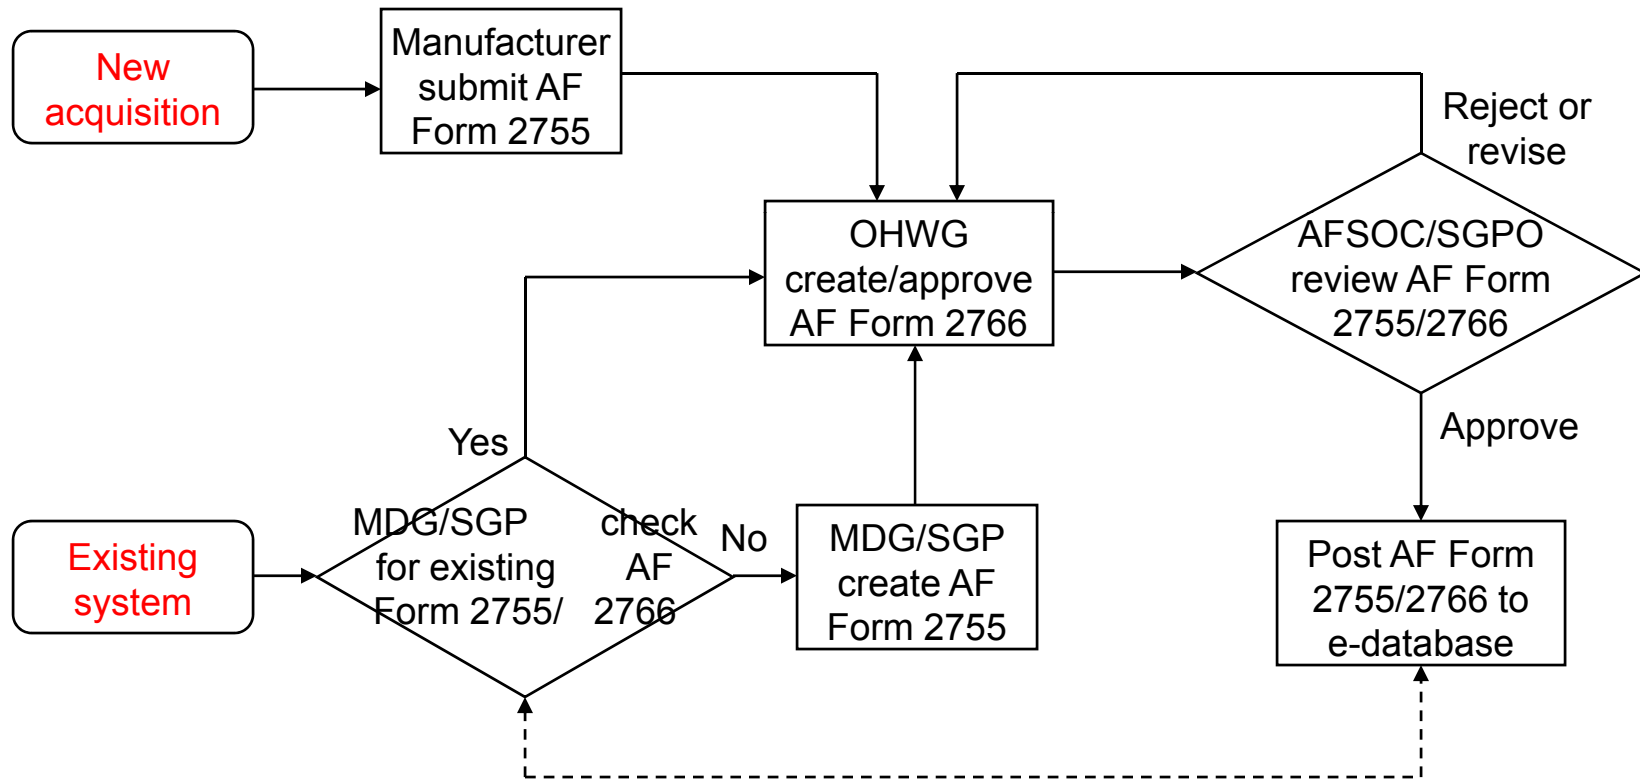 New
acquisition
Manufacturer
submit AF
Form 2755
Reject or
revise
OHWG
create/approve
AF Form 2766
AFSOC/SGPO
review AF Form
2755/2766
Yes
Approve
Existing
system
MDG/SGP check
for existing AF
Form 2755/ 2766
No
MDG/SGP
create AF
Form 2755
Post AF Form
2755/2766 to
e-database